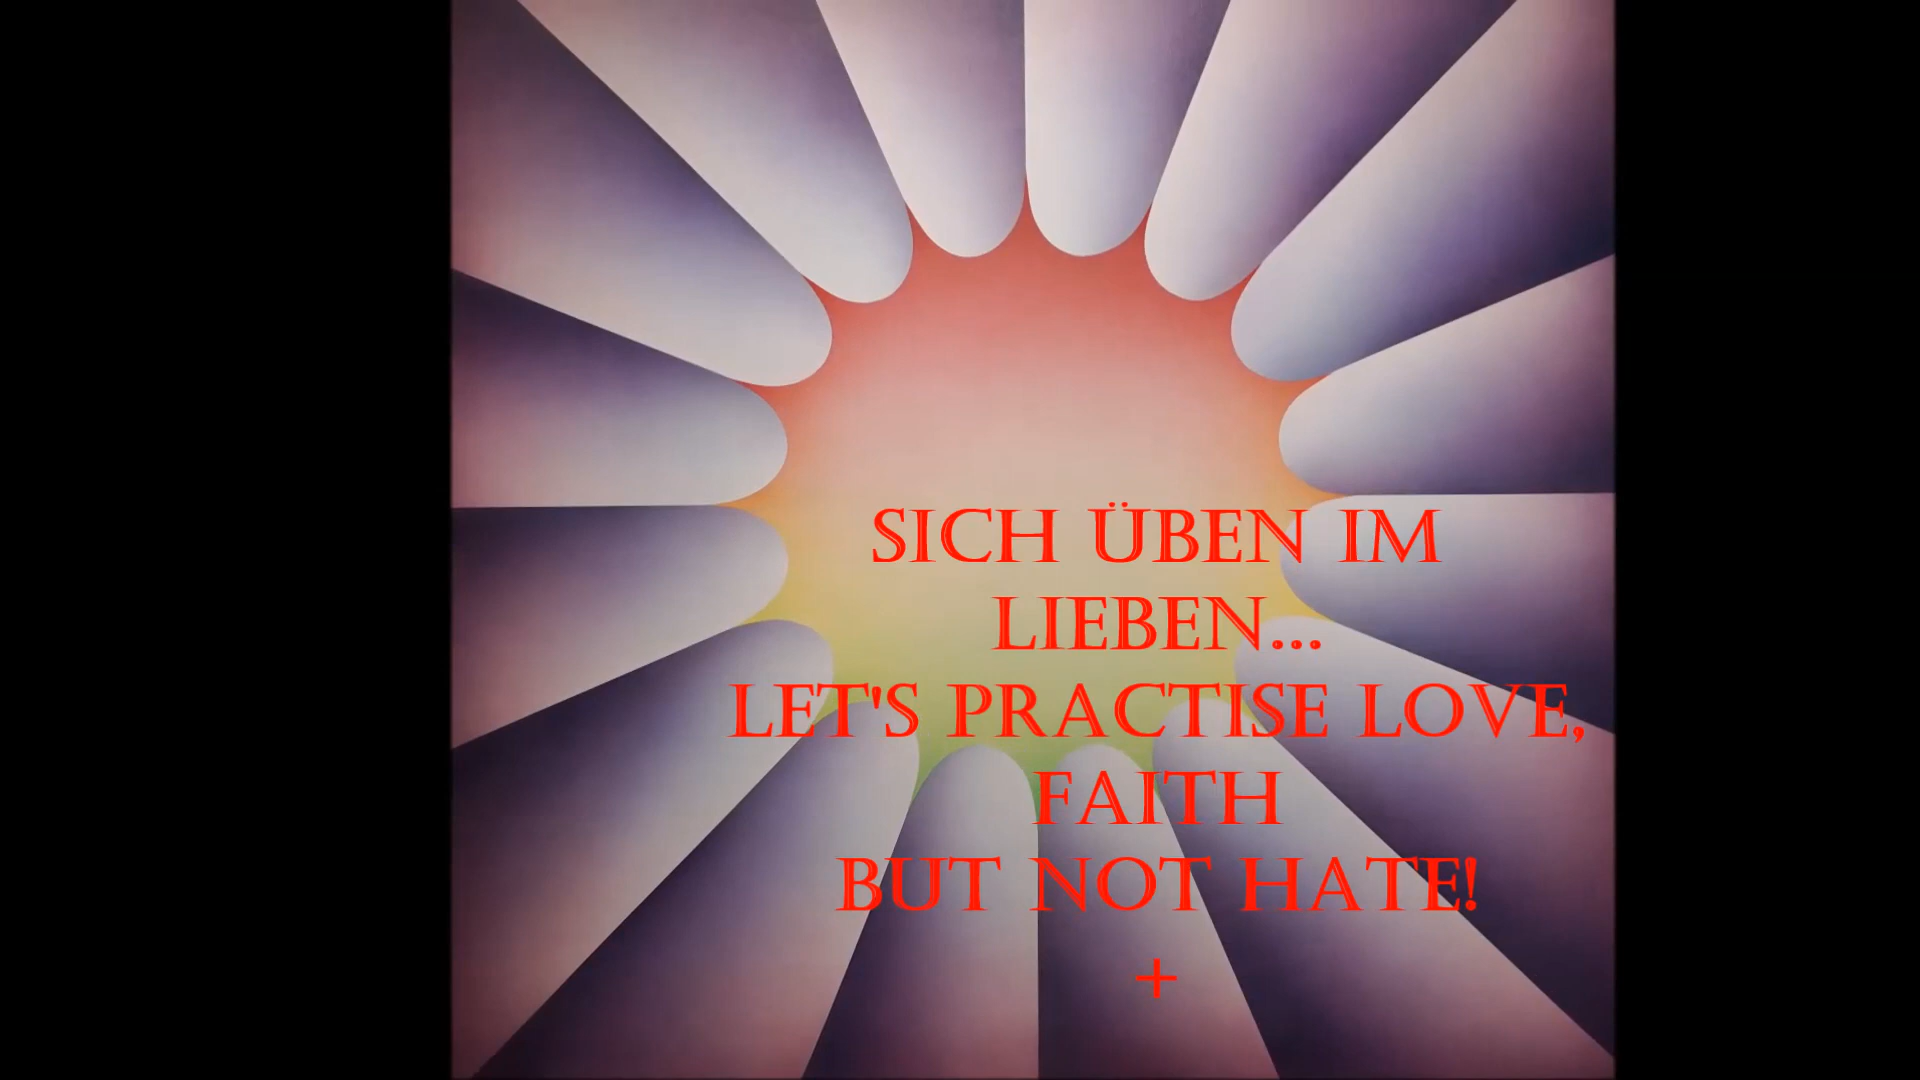 SICH ÜBEN IM
LIEBEN...
LET'S PRACTISE LOVE,
FAITH
BUT NOT HATE!
+